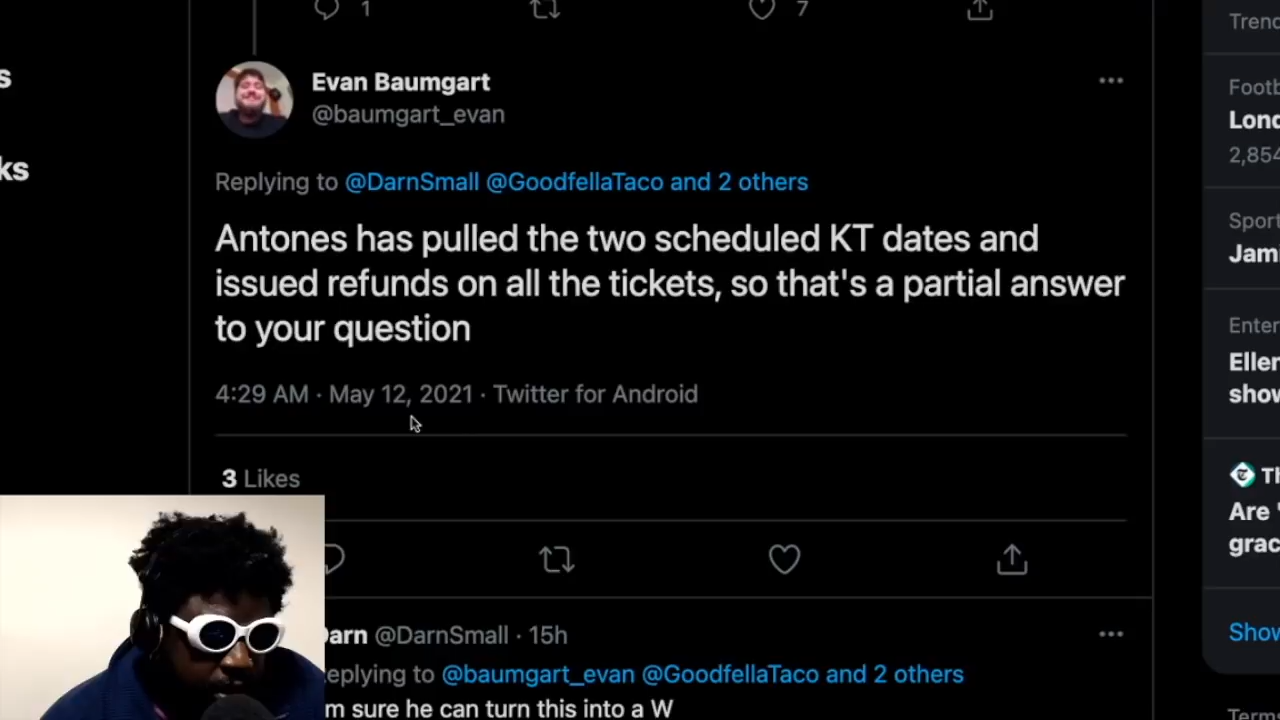 1 7
Evan Baumgart
@baumgart_evan
Replying to @DarnSmall @GoodfellaTaco and 2 others
Antones has pulled the two scheduled KT dates and
issued refunds on all the tickets, so that's a partial answer
to your question
4:29 AM · May 12, 2021 · Twitter for Android
3 Likes
Darn @DarnSmall · 15h
eplying to @baumgart_evan @GoodfellaTaco and 2 others
m sure he can turn this into a W
s
ks
Trend
Footb
Lond
2,854
Sport
Jam
Enter
Ellen
show
Th
Are '
grac
Show
Terms